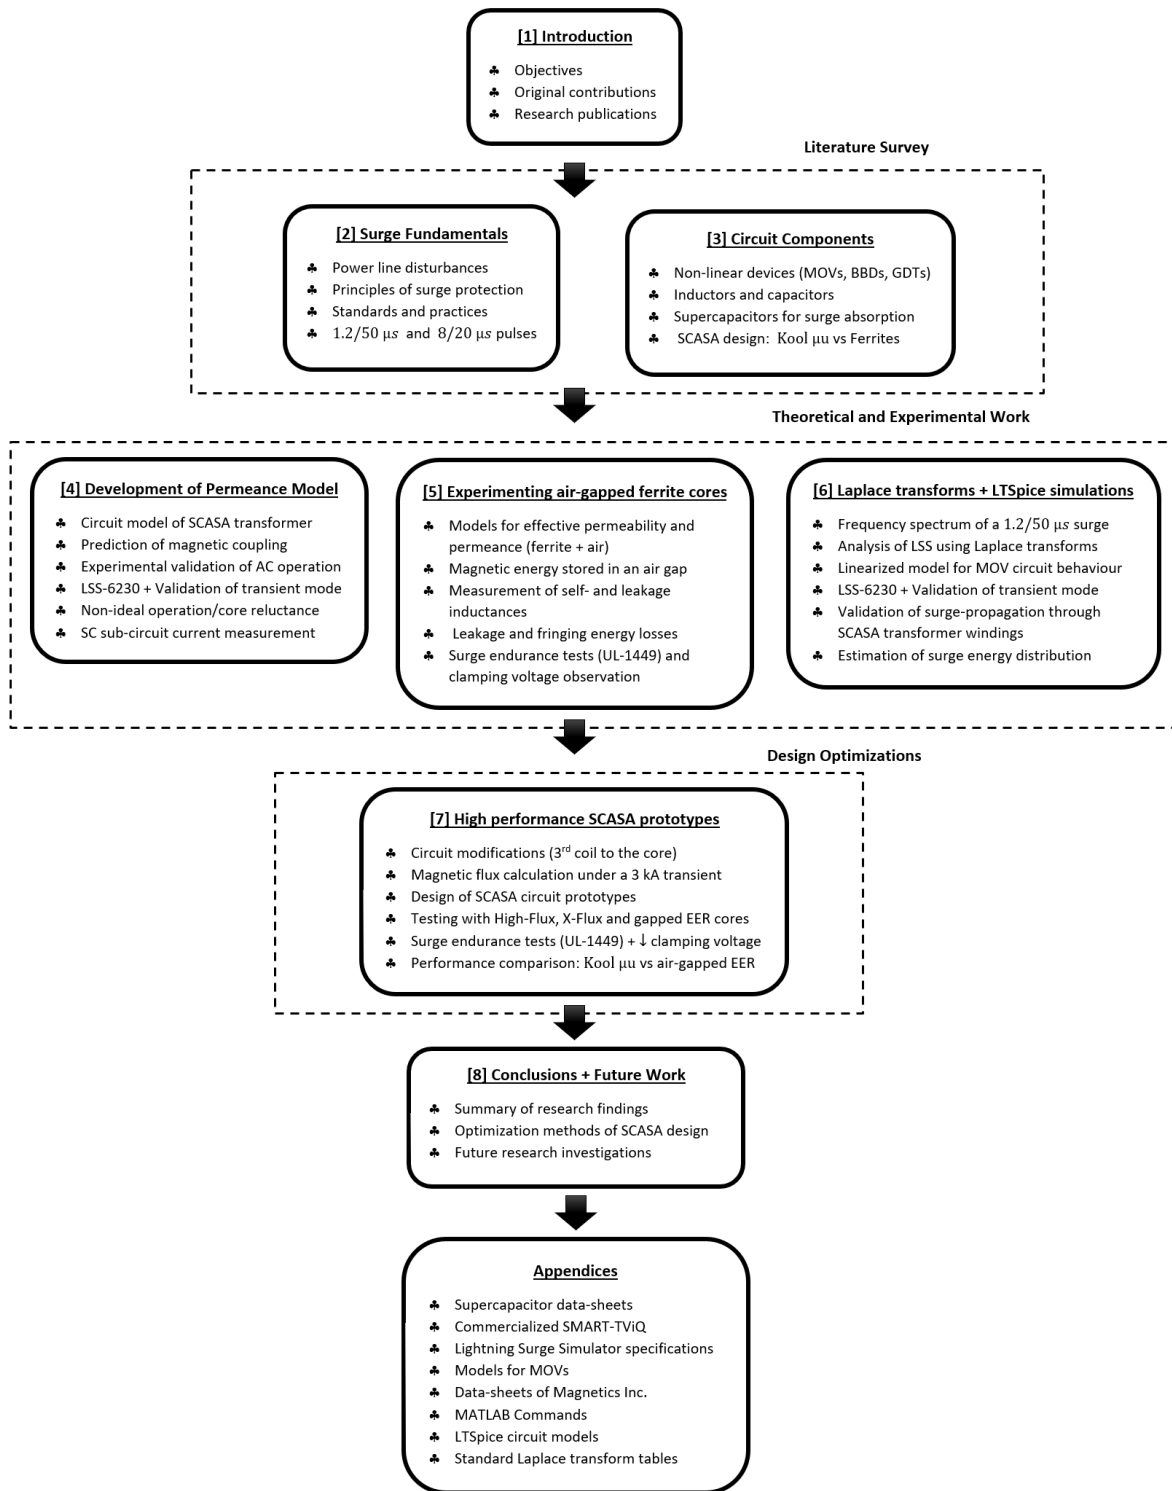 [1] Introduction
♣ Objectives
♣ Original contributions
♣ Research publications
Literature Survey
[2] Surge Fundamentals
♣ Power line disturbances
♣ Principles of surge protection
♣ Standards and practices
♣ 1.2/50 μs and 8/20 μs pulses
[3] Circuit Components
♣ Non-linear devices (MOVs, BBDs, GDTs)
♣ Inductors and capacitors
♣ Supercapacitors for surge absorption
♣ SCASA design: Kool μu vs Ferrites
Theoretical and Experimental Work
[4] Development of Permeance Model
♣ Circuit model of SCASA transformer
♣ Prediction of magnetic coupling
♣ Experimental validation of AC operation
♣ LSS-6230 + Validation of transient mode
♣ Non-ideal operation/core reluctance
♣ SC sub-circuit current measurement
[5] Experimenting air-gapped ferrite cores
♣ Models for effective permeability and
permeance (ferrite + air)
♣ Magnetic energy stored in an air gap
♣ Measurement of self- and leakage
inductances
♣ Leakage and fringing energy losses
♣ Surge endurance tests (UL-1449) and
clamping voltage observation
[6] Laplace transforms + LTSpice simulations
♣ Frequency spectrum of a 1.2/50 μs surge
♣ Analysis of LSS using Laplace transforms
♣ Linearized model for MOV circuit behaviour
♣ LSS-6230 + Validation of transient mode
♣ Validation of surge-propagation through
SCASA transformer windings
♣ Estimation of surge energy distribution
Design Optimizations
[7] High performance SCASA prototypes
♣ Circuit modifications (3rd coil to the core)
♣ Magnetic flux calculation under a 3 kA transient
♣ Design of SCASA circuit prototypes
♣ Testing with High-Flux, X-Flux and gapped EER cores
♣ Surge endurance tests (UL-1449) + ↓ clamping voltage
♣ Performance comparison: Kool μu vs air-gapped EER
[8] Conclusions + Future Work
♣ Summary of research findings
♣ Optimization methods of SCASA design
♣ Future research investigations
Appendices
♣ Supercapacitor data-sheets
♣ Commercialized SMART-TViQ
♣ Lightning Surge Simulator specifications
♣ Models for MOVs
♣ Data-sheets of Magnetics Inc.
♣ MATLAB Commands
♣ LTSpice circuit models
♣ Standard Laplace transform tables